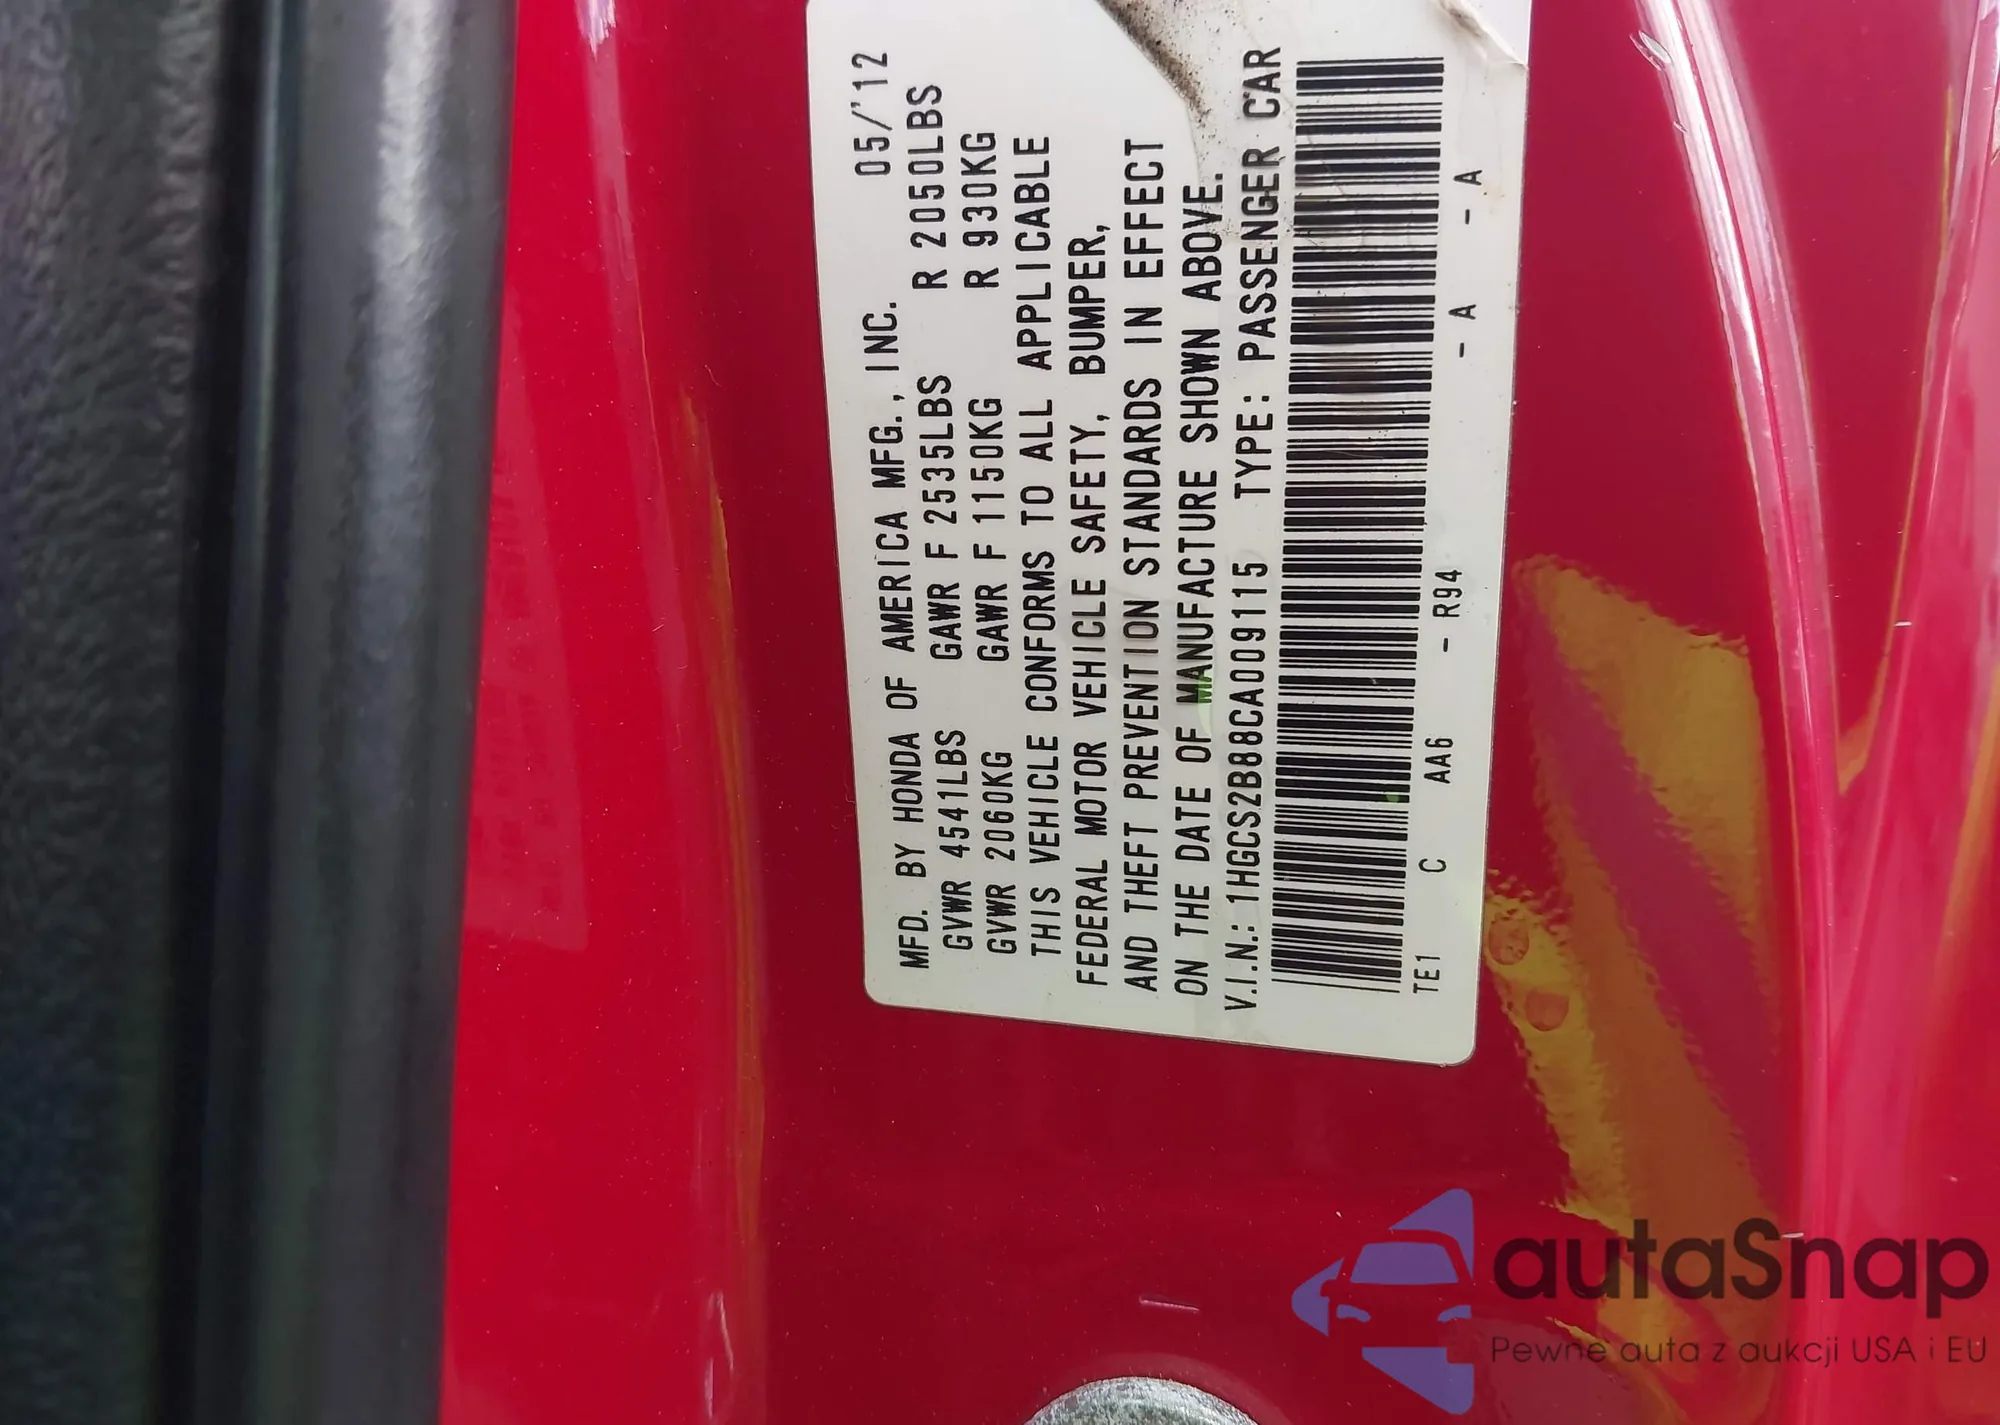 MFD. BY HONDA OF AMERICA MFG., INC. 05/'12
GVWR 4541LBS GAWR F 2535LBS R 2050LBS
GVWR 2060KG GAWR F 1150KG R 930KG
THIS VEHICLE CONFORMS TO ALL APPLICABLE
FEDERAL MOTOR VEHICLE SAFETY, BUMPER,
AND THEFT PREVENTION STANDARDS IN EFFECT
ON THE DATE OF MANUFACTURE SHOWN ABOVE.
V.I.N.: 1HGCS2B88CA009115 TYPE: PASSENGER CAR
TE1 C AA6 - R94 - A - A
autaSnap
Pewne auta z aukcji USA i EU